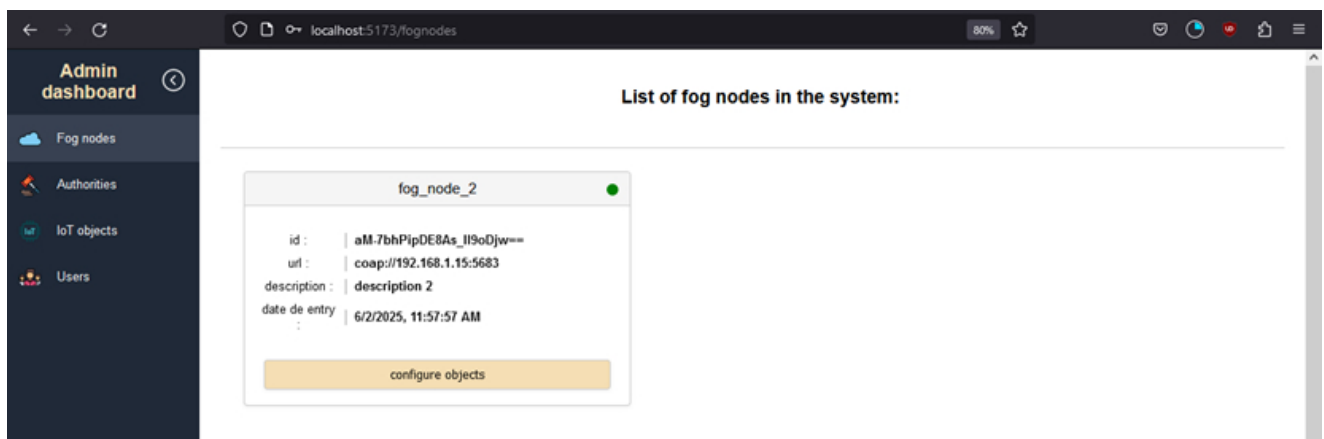 localhost:5173/fognodes
80%
Admin
dashboard
Fog nodes
Authorities
IoT
IoT objects
Users
List of fog nodes in the system:
fog_node_2
id : aM-7bhPipDE8As_Il9oDjw==
url : coap://192.168.1.15:5683
description : description 2
date de entry : 6/2/2025, 11:57:57 AM
configure objects